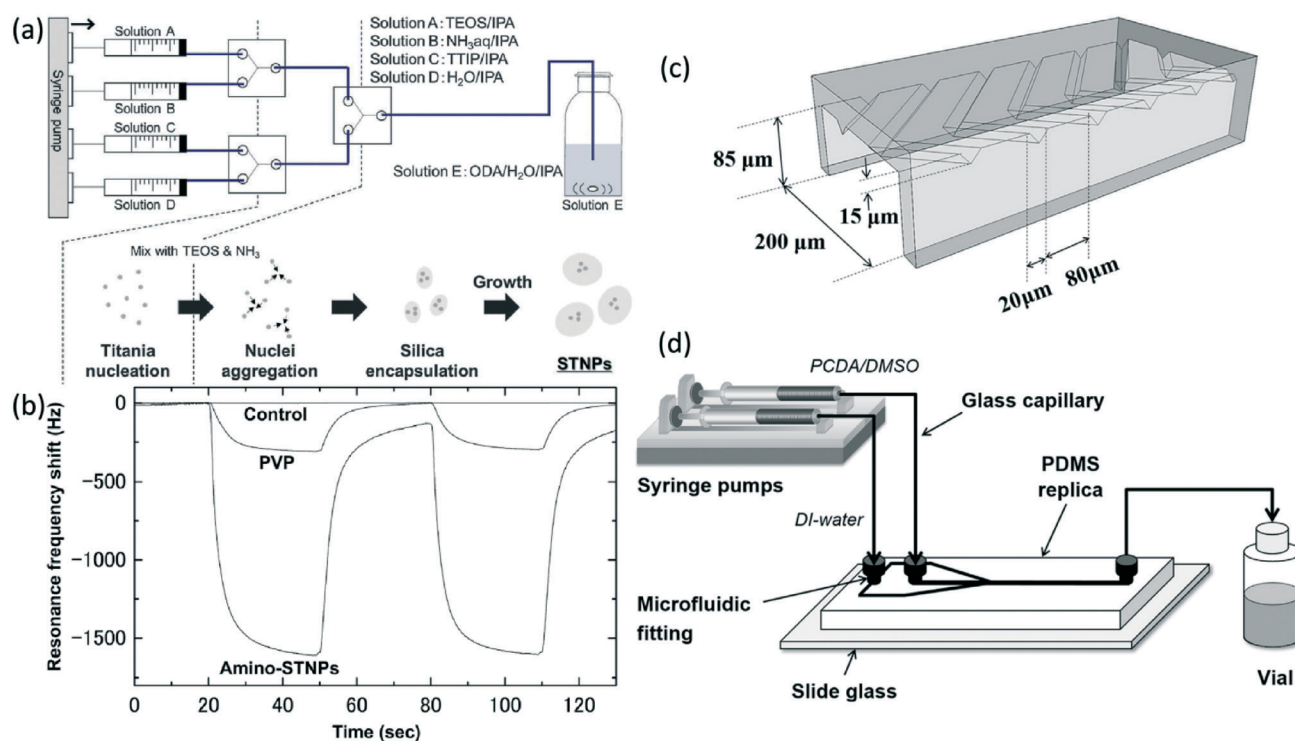 (a)
Syringe pump
Solution A
Solution B
Solution C
Solution D
Solution A : TEOS/IPA
Solution B : NH₃aq/IPA
Solution C : TTIP/IPA
Solution D : H₂O/IPA
Solution E : ODA/H₂O/IPA
Solution E
Mix with TEOS & NH₃
Growth
Titania
nucleation
Nuclei
aggregation
Silica
encapsulation
STNPs
(b)
Resonance frequency shift (Hz)
0
−500
−1000
−1500
Control
PVP
Amino-STNPs
0
20
40
60
80
100
120
Time (sec)
(c)
85 μm
15 μm
200 μm
20μm
80μm
(d)
PCDA/DMSO
Glass capillary
Syringe pumps
PDMS
replica
DI-water
Microfluidic
fitting
Slide glass
Vial